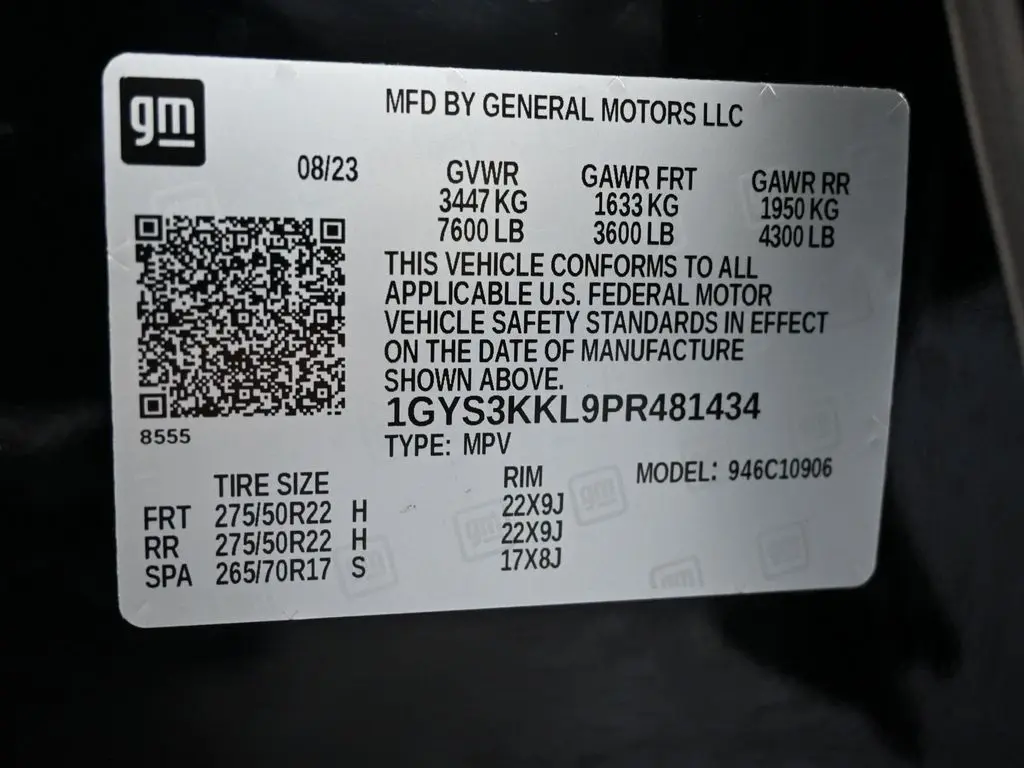 gm
MFD BY GENERAL MOTORS LLC
08/23
GVWR GAWR FRT GAWR RR
3447 KG 1633 KG 1950 KG
7600 LB 3600 LB 4300 LB
THIS VEHICLE CONFORMS TO ALL
APPLICABLE U.S. FEDERAL MOTOR
VEHICLE SAFETY STANDARDS IN EFFECT
ON THE DATE OF MANUFACTURE
SHOWN ABOVE.
1GYS3KKL9PR481434
8555
TYPE: MPV
TIRE SIZE RIM MODEL: 946C10906
FRT 275/50R22 H 22X9J
RR 275/50R22 H 22X9J
SPA 265/70R17 S 17X8J
gm
gm
gm